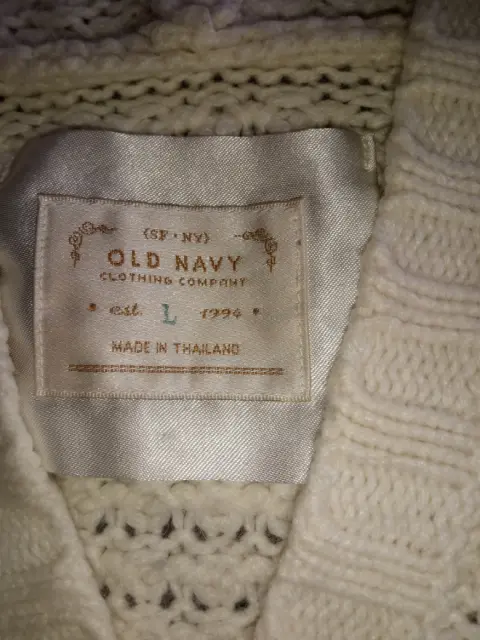 {SF · NY}
OLD NAVY
CLOTHING COMPANY
• est. L 1994 •
MADE IN THAILAND